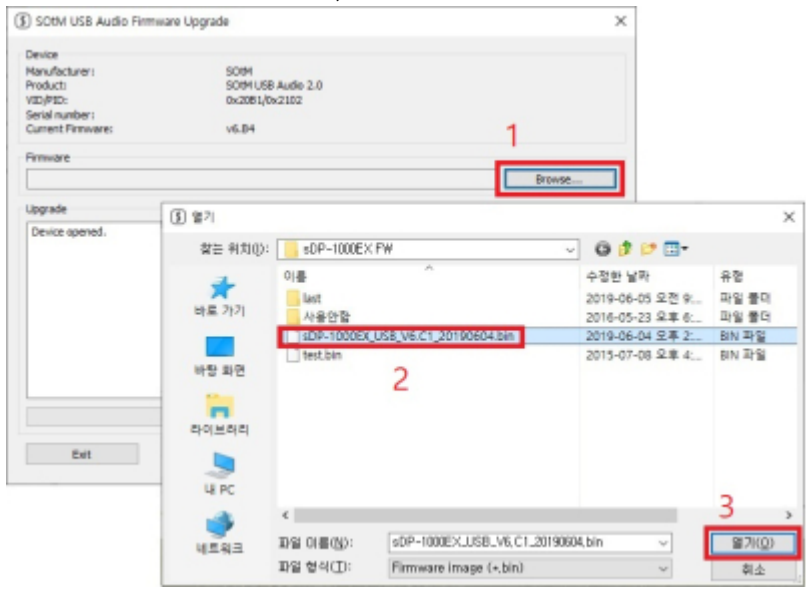 SOtM USB Audio Firmware Upgrade
Device
Manufacturer: SOtM
Product: SOtM USB Audio 2.0
VID/PID: 0x20B1/0x2102
Serial number:
Current Firmware: v6.B4
1
Firmware
Browse...
Upgrade
Device opened.
Exit
열기
찾는 위치(I): sDP-1000EX FW
이름 수정한 날짜 유형
last 2019-06-05 오전 9:... 파일 폴더
사용안함 2016-05-23 오후 6:... 파일 폴더
sDP-1000EX_USB_V6.C1_20190604.bin 2019-06-04 오후 2:... BIN 파일
test.bin 2015-07-08 오후 4:... BIN 파일
2
바로 가기
바탕 화면
라이브러리
내 PC
네트워크
3
파일 이름(N): sDP-1000EX_USB_V6.C1_20190604.bin 열기(O)
파일 형식(T): Firmware image (*.bin) 취소